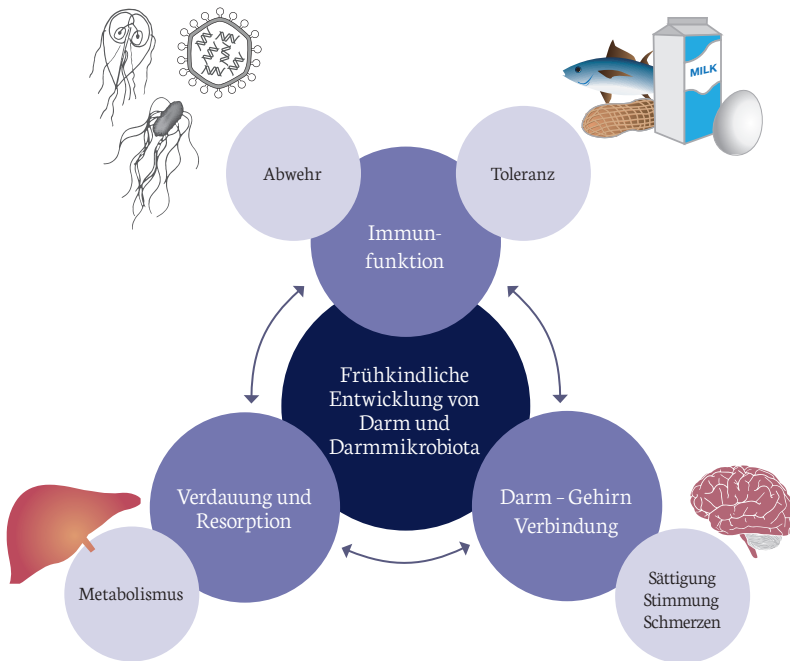 MILK
Abwehr
Toleranz
Immun-
funktion
Frühkindliche
Entwicklung von
Darm und
Darmmikrobiota
Verdauung und
Resorption
Darm – Gehirn
Verbindung
Metabolismus
Sättigung
Stimmung
Schmerzen